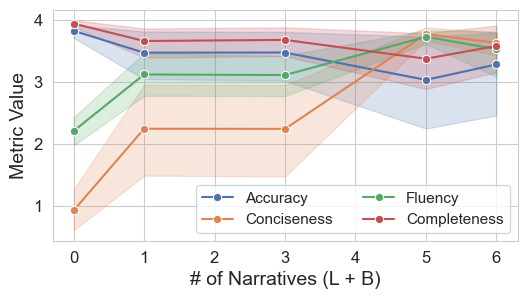 4
3
2
1
Metric Value
Accuracy
Conciseness
Fluency
Completeness
0 1 2 3 4 5 6
# of Narratives (L + B)